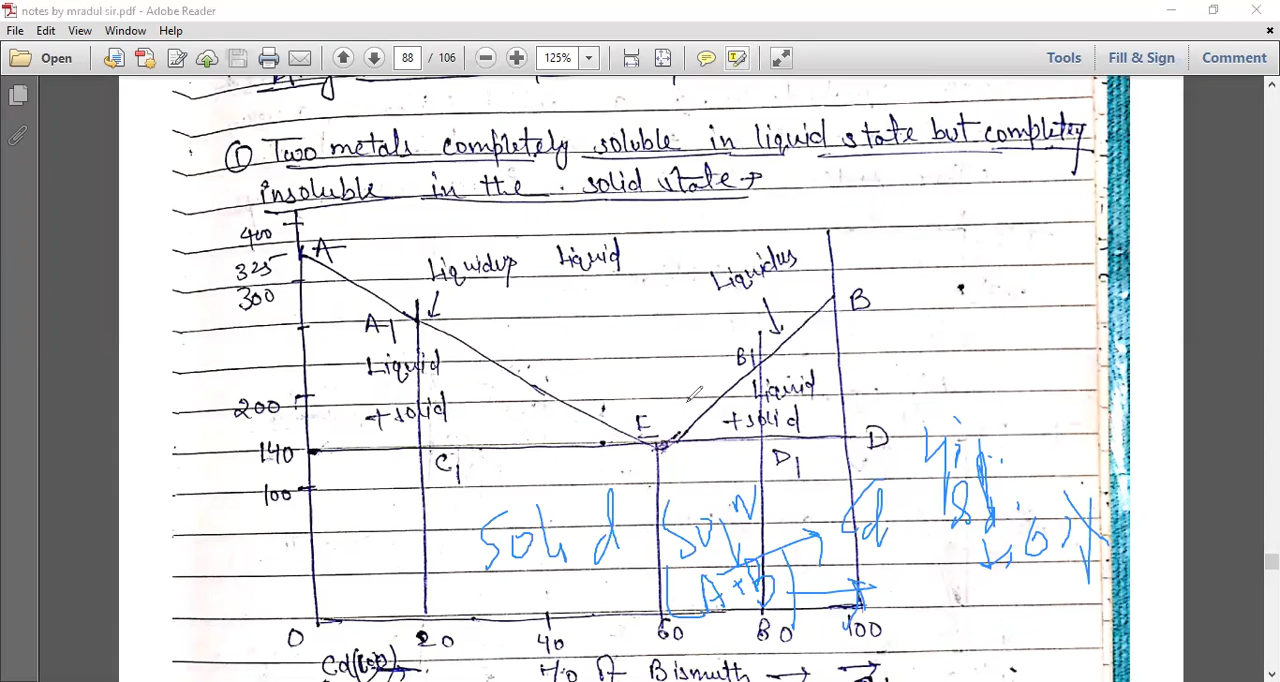 notes by mradul sir.pdf - Adobe Reader
File Edit View Window Help
Open 88 / 106 125% Tools Fill & Sign Comment
① Two metals completely soluble in liquid state but completly
insoluble in the solid state →
400
A
325
300
Liquidus Liquid Liquidus
B
A1
B1
Liquid
+ solid
Liquid
+ solid
200
E
140
C1
D1
D
100
Solid Solⁿ
(A+B)
Cd
0 20 40 60 80 100
% of Bismuth →